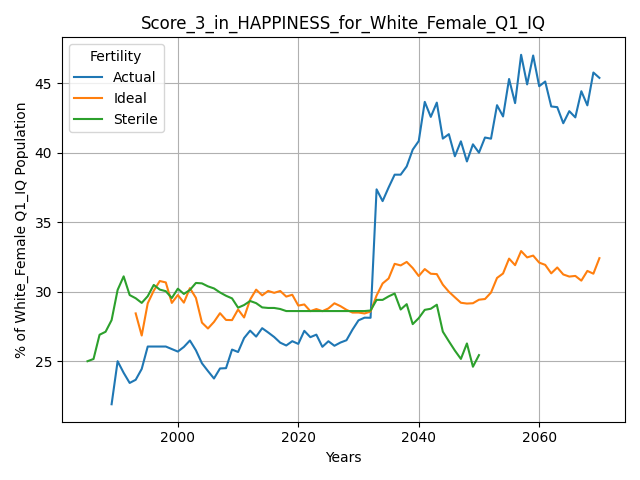 Score_3_in_HAPPINESS_for_White_Female_Q1_IQ
% of White_Female Q1_IQ Population
Fertility
Actual
Ideal
Sterile
45
40
35
30
25
2000
2020
2040
2060
Years